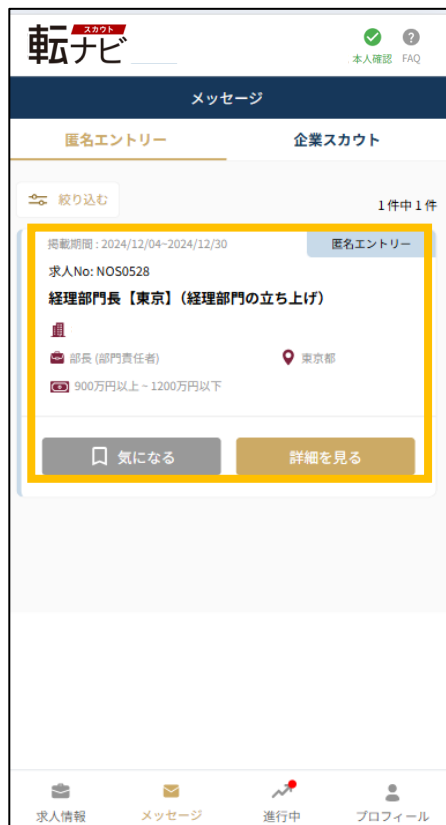 スカウト
転ナビ
本人確認 FAQ
メッセージ
匿名エントリー 企業スカウト
絞り込む
1件中1件
掲載期間 : 2024/12/04~2024/12/30 匿名エントリー
求人No: NOS0528
経理部門長【東京】（経理部門の立ち上げ）
部長 (部門責任者) 東京都
900万円以上 ~ 1200万円以下
気になる 詳細を見る
求人情報 メッセージ 進行中 プロフィール